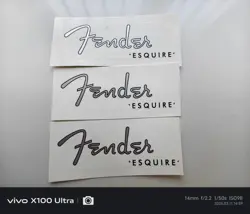 Fender
"ESQUIRE"
Fender
"ESQUIRE"
Fender
"ESQUIRE"
vivo X100 Ultra